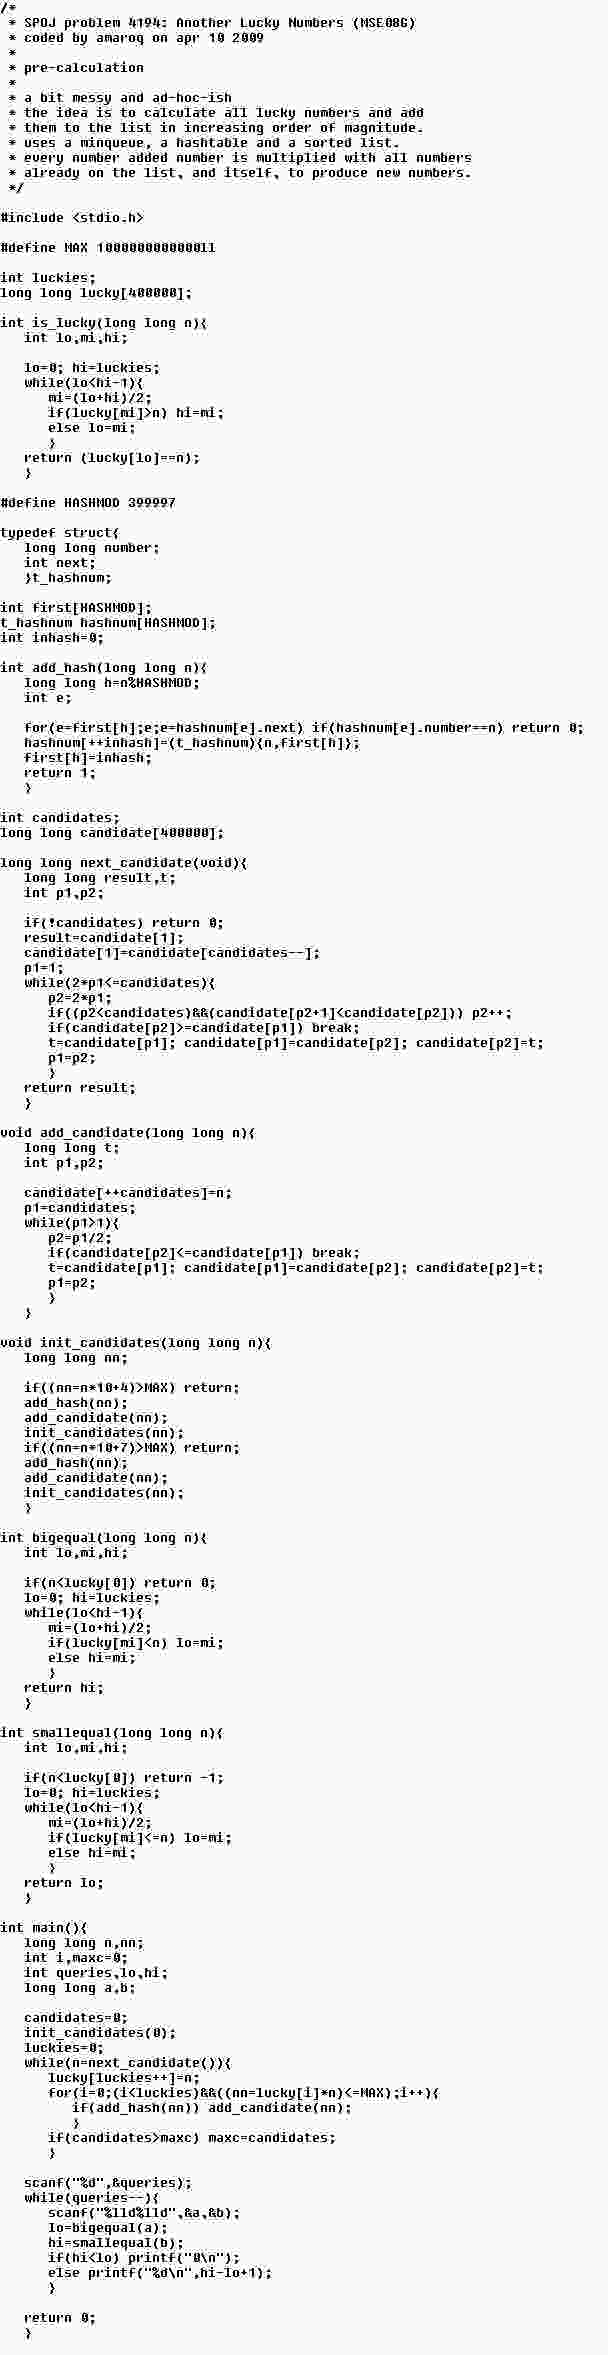 /*
 * SPOJ problem 4194: Another Lucky Numbers (NSE08G)
 * coded by amaroq on apr 10 2009
 *
 * pre-calculation
 *
 * a bit messy and ad-hoc-ish
 * the idea is to calculate all lucky numbers and add
 * them to the list in increasing order of magnitude.
 * uses a minqueue, a hashtable and a sorted list.
 * every number added number is multiplied with all numbers
 * already on the list, and itself, to produce new numbers.
 */

#include <stdio.h>

#define MAX 1000000000000ll

int luckies;
long long lucky[400000];

int is_lucky(long long n){
   int lo,mi,hi;

   lo=0; hi=luckies;
   while(lo<hi-1){
      mi=(lo+hi)/2;
      if(lucky[mi]>n) hi=mi;
      else lo=mi;
      }
   return (lucky[lo]==n);
   }

#define HASHMOD 399997

typedef struct{
   long long number;
   int next;
   }t_hashnum;

int first[HASHMOD];
t_hashnum hashnum[HASHMOD];
int inhash=0;

int add_hash(long long n){
   long long h=n%HASHMOD;
   int e;

   for(e=first[h];e;e=hashnum[e].next) if(hashnum[e].number==n) return 0;
   hashnum[++inhash]=(t_hashnum){n,first[h]};
   first[h]=inhash;
   return 1;
   }

int candidates;
long long candidate[400000];

long long next_candidate(void){
   long long result,t;
   int p1,p2;

   if(!candidates) return 0;
   result=candidate[1];
   candidate[1]=candidate[candidates--];
   p1=1;
   while(2*p1<=candidates){
      p2=2*p1;
      if((p2<candidates)&&(candidate[p2+1]<candidate[p2])) p2++;
      if(candidate[p2]>=candidate[p1]) break;
      t=candidate[p1]; candidate[p1]=candidate[p2]; candidate[p2]=t;
      p1=p2;
      }
   return result;
   }

void add_candidate(long long n){
   long long t;
   int p1,p2;

   candidate[++candidates]=n;
   p1=candidates;
   while(p1>1){
      p2=p1/2;
      if(candidate[p2]<=candidate[p1]) break;
      t=candidate[p1]; candidate[p1]=candidate[p2]; candidate[p2]=t;
      p1=p2;
      }
   }

void init_candidates(long long n){
   long long nn;

   if((nn=n*10+4)>MAX) return;
   add_hash(nn);
   add_candidate(nn);
   init_candidates(nn);
   if((nn=n*10+7)>MAX) return;
   add_hash(nn);
   add_candidate(nn);
   init_candidates(nn);
   }

int bigequal(long long n){
   int lo,mi,hi;

   if(n<lucky[0]) return 0;
   lo=0; hi=luckies;
   while(lo<hi-1){
      mi=(lo+hi)/2;
      if(lucky[mi]<n) lo=mi;
      else hi=mi;
      }
   return hi;
   }

int smallequal(long long n){
   int lo,mi,hi;

   if(n<lucky[0]) return -1;
   lo=0; hi=luckies;
   while(lo<hi-1){
      mi=(lo+hi)/2;
      if(lucky[mi]<=n) lo=mi;
      else hi=mi;
      }
   return lo;
   }

int main(){
   long long n,nn;
   int i,maxc=0;
   int queries,lo,hi;
   long long a,b;

   candidates=0;
   init_candidates(0);
   luckies=0;
   while(n=next_candidate()){
      lucky[luckies++]=n;
      for(i=0;(i<luckies)&&((nn=lucky[i]*n)<=MAX);i++){
         if(add_hash(nn)) add_candidate(nn);
         }
      if(candidates>maxc) maxc=candidates;
      }

   scanf("%d",&queries);
   while(queries--){
      scanf("%lld%lld",&a,&b);
      lo=bigequal(a);
      hi=smallequal(b);
      if(hi<lo) printf("0\n");
      else printf("%d\n",hi-lo+1);
      }

   return 0;
   }